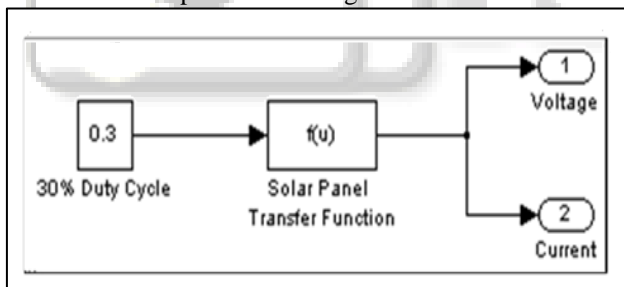 0.3
30% Duty Cycle
f(u)
Solar Panel
Transfer Function
1
Voltage
2
Current